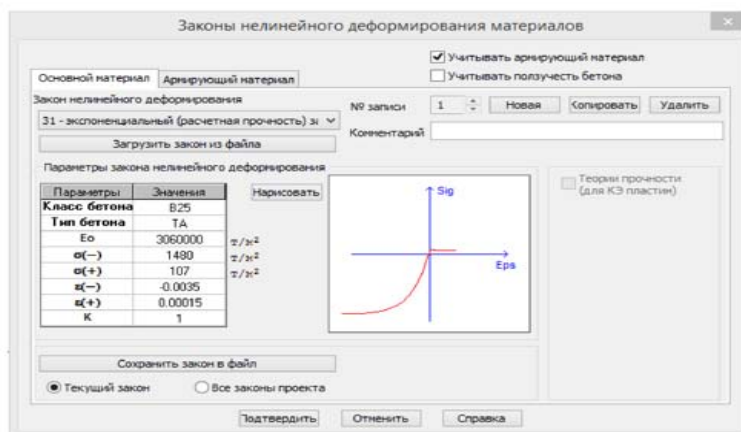 Законы нелинейного деформирования материалов
Учитывать армирующий материал
Учитывать ползучесть бетона
Основной материал
Армирующий материал
Закон нелинейного деформирования
31 - экспоненциальный (расчетная прочность) за
Загрузить закон из файла
№ записи
1
Новая
Копировать
Удалить
Комментарий
Параметры закона нелинейного деформирования
Параметры Значения
Класс бетона B25
Тип бетона ТА
Eo 3060000 т/м²
σ(-) 1480 т/м²
σ(+) 107 т/м²
ε(-) -0.0035
ε(+) 0.00015
K 1
Нарисовать
Sig
Eps
Теории прочности
(для КЭ пластин)
Сохранить закон в файл
Текущий закон
Все законы проекта
Подтвердить
Отменить
Справка